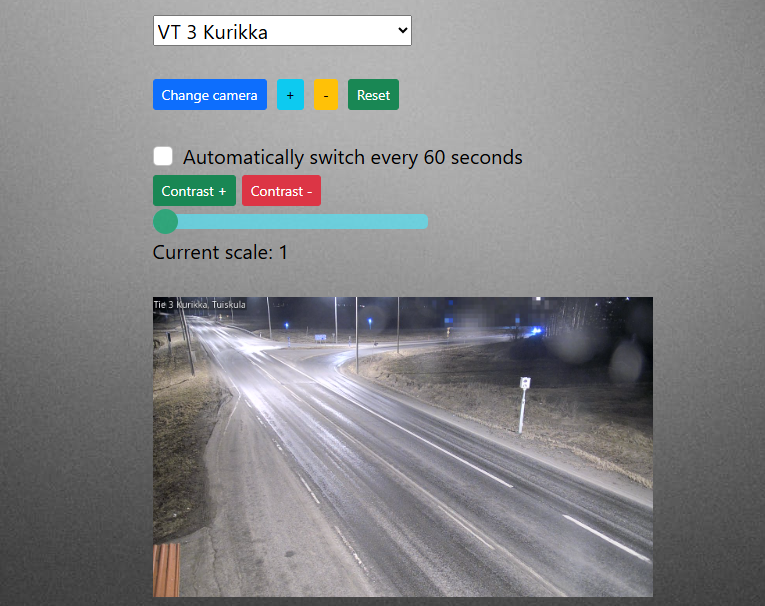 VT 3 Kurikka
Change camera + - Reset
Automatically switch every 60 seconds
Contrast + Contrast -
Current scale: 1
Tie 3 Kurikka, Tuiskula